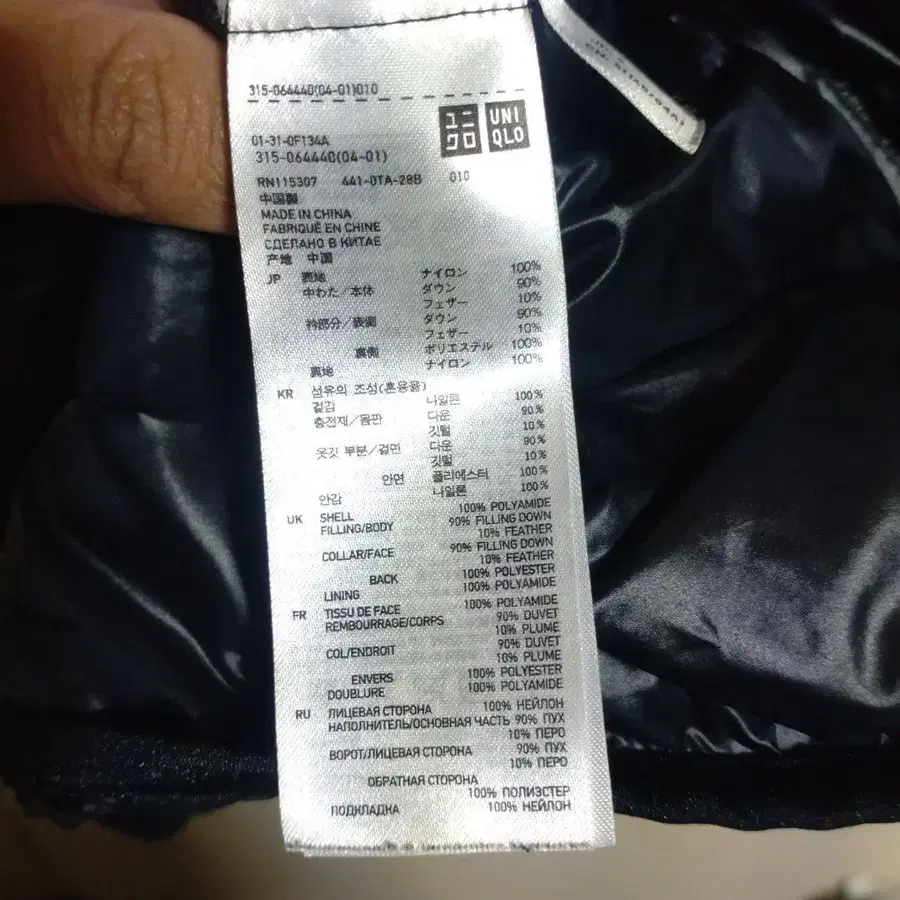 315-064440(04-01)010
ユニ
クロ
UNI
QLO
01-31-0F134A
315-064440(04-01)
RN115307 441-0TA-28B 010
中国製
MADE IN CHINA
FABRIQUÉ EN CHINE
СДЕЛАНО В КИТАЕ
产地 中国
JP 表地 ナイロン 100%
中わた/本体 ダウン 90%
フェザー 10%
衿部分/表側 ダウン 90%
フェザー 10%
裏側 ポリエステル 100%
裏地 ナイロン 100%
KR 섬유의 조성(혼용율)
겉감 나일론 100%
충전재/몸판 다운 90%
깃털 10%
옷깃 부분/겉면 다운 90%
깃털 10%
안면 폴리에스터 100%
안감 나일론 100%
UK SHELL 100% POLYAMIDE
FILLING/BODY 90% FILLING DOWN
10% FEATHER
COLLAR/FACE 90% FILLING DOWN
10% FEATHER
BACK 100% POLYESTER
LINING 100% POLYAMIDE
FR TISSU DE FACE 100% POLYAMIDE
REMBOURRAGE/CORPS 90% DUVET
10% PLUME
COL/ENDROIT 90% DUVET
10% PLUME
ENVERS 100% POLYESTER
DOUBLURE 100% POLYAMIDE
RU ЛИЦЕВАЯ СТОРОНА 100% НЕЙЛОН
НАПОЛНИТЕЛЬ/ОСНОВНАЯ ЧАСТЬ 90% ПУХ
10% ПЕРО
ВОРОТ/ЛИЦЕВАЯ СТОРОНА 90% ПУХ
10% ПЕРО
ОБРАТНАЯ СТОРОНА
100% ПОЛИЭСТЕР
ПОДКЛАДКА 100% НЕЙЛОН